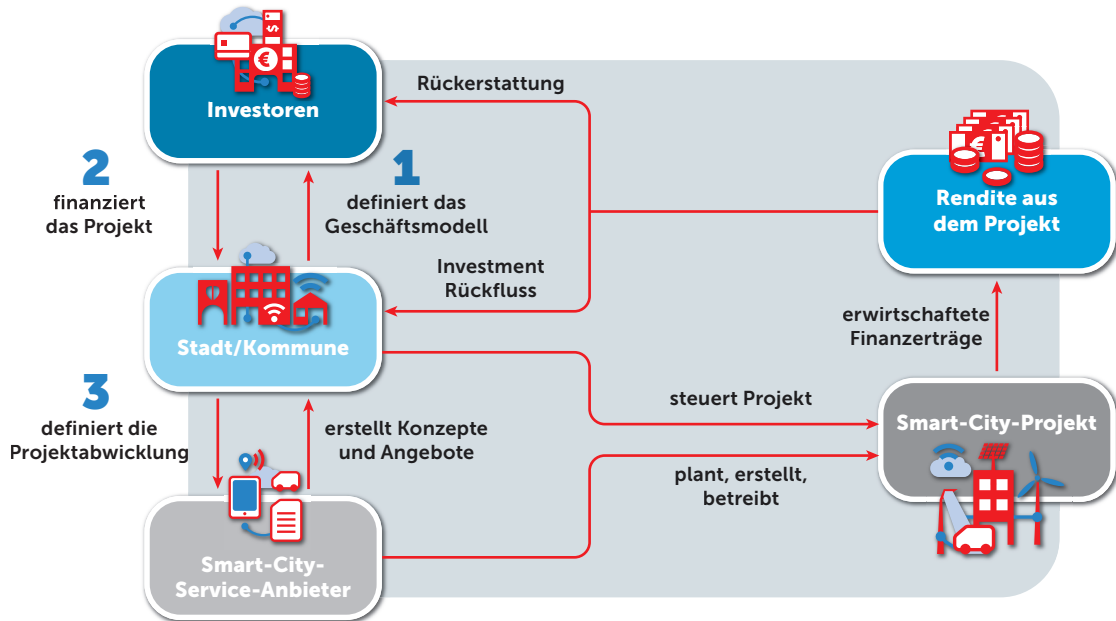 $
€
Investoren
Rückerstattung
2
finanziert
das Projekt
1
definiert das
Geschäftsmodell
€
Rendite aus
dem Projekt
Investment
Rückfluss
Stadt/Kommune
erwirtschaftete
Finanzerträge
3
definiert die
Projektabwicklung
erstellt Konzepte
und Angebote
steuert Projekt
Smart-City-Projekt
plant, erstellt,
betreibt
Smart-City-
Service-Anbieter